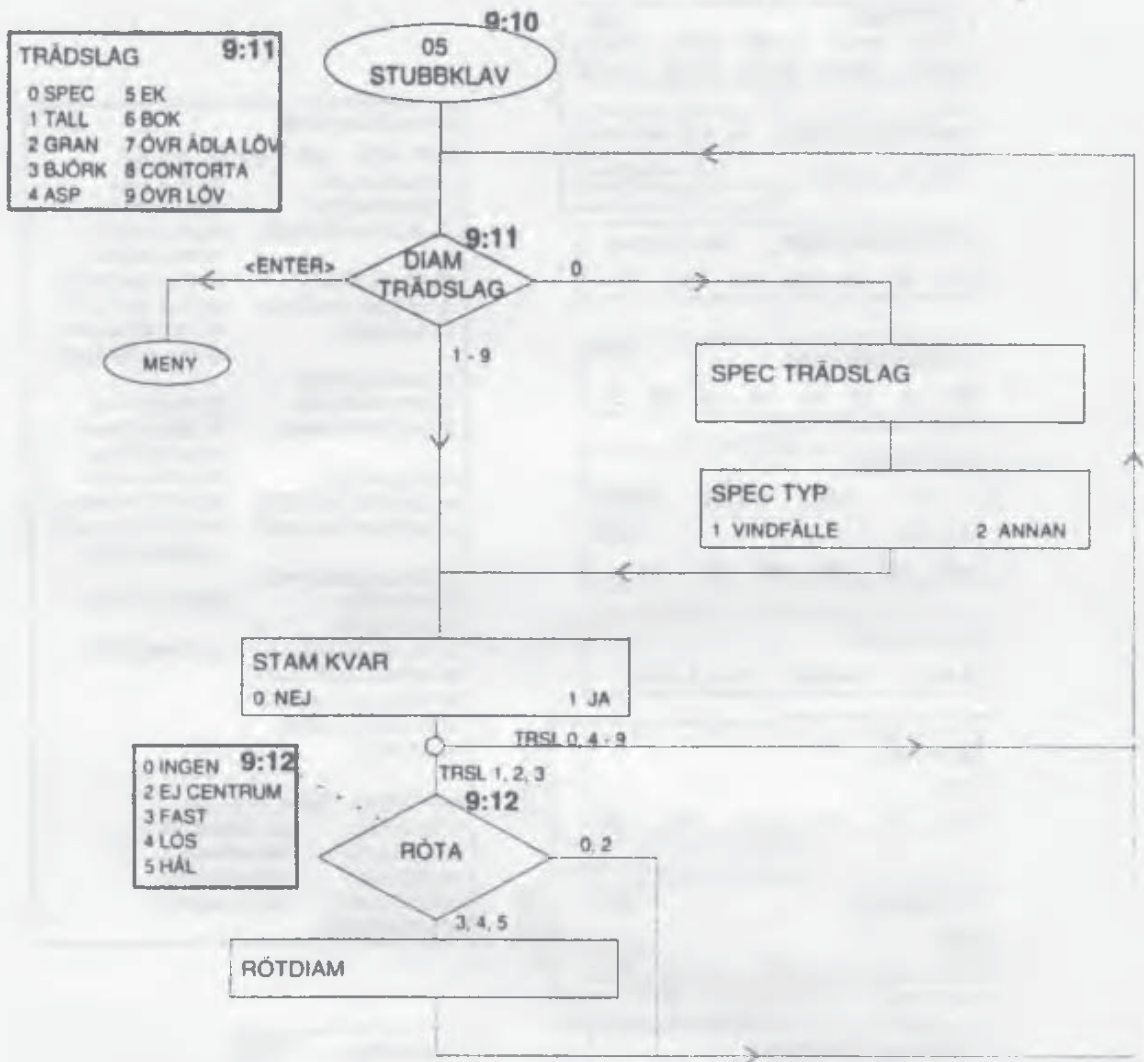 9:10
05
STUBBKLAV
TRÄDSLAG 9:11
0 SPEC 5 EK
1 TALL 6 BOK
2 GRAN 7 ÖVR ÄDLA LÖV
3 BJÖRK 8 CONTORTA
4 ASP 9 ÖVR LÖV
9:11
DIAM
TRÄDSLAG
<ENTER>
0
MENY
1 - 9
SPEC TRÄDSLAG
SPEC TYP
1 VINDFÄLLE 2 ANNAN
STAM KVAR
0 NEJ 1 JA
TRSL 0, 4 - 9
TRSL 1, 2, 3
0 INGEN 9:12
2 EJ CENTRUM
3 FAST
4 LÖS
5 HÅL
9:12
RÖTA
0, 2
3, 4, 5
RÖTDIAM